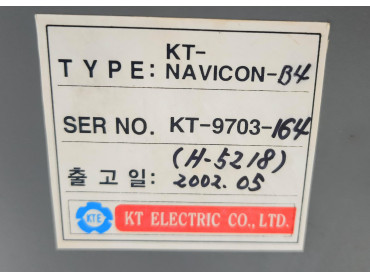 KT-
TYPE: NAVICON-B4
SER NO. KT-9703-164
(H-5218)
출고일: 2002.05
KTE KT ELECTRIC CO., LTD.